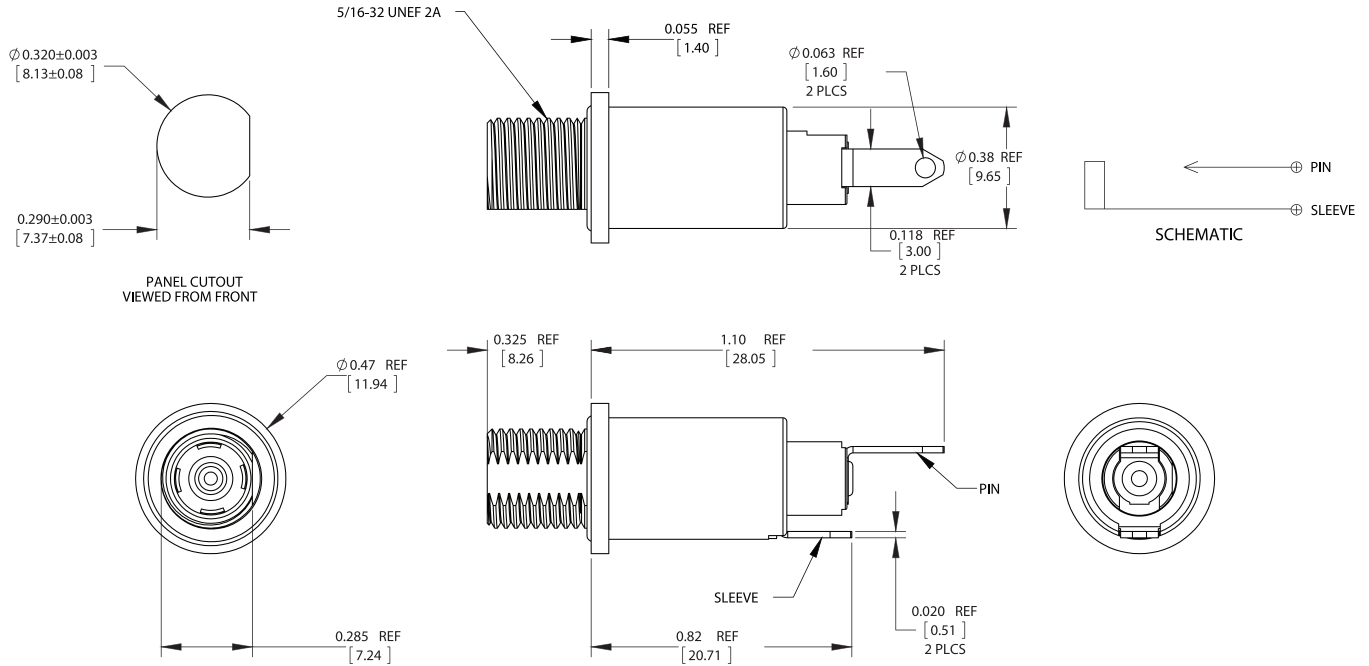 5/16-32 UNEF 2A
0.055 REF
[1.40]
Ø0.063 REF
[1.60]
2 PLCS
Ø0.320±0.003
[8.13±0.08]
Ø0.38 REF
[9.65]
PIN
SLEEVE
SCHEMATIC
0.290±0.003
[7.37±0.08]
0.118 REF
[3.00]
2 PLCS
PANEL CUTOUT
VIEWED FROM FRONT
0.325 REF
[8.26]
1.10 REF
[28.05]
Ø0.47 REF
[11.94]
PIN
SLEEVE
0.020 REF
[0.51]
2 PLCS
0.285 REF
[7.24]
0.82 REF
[20.71]